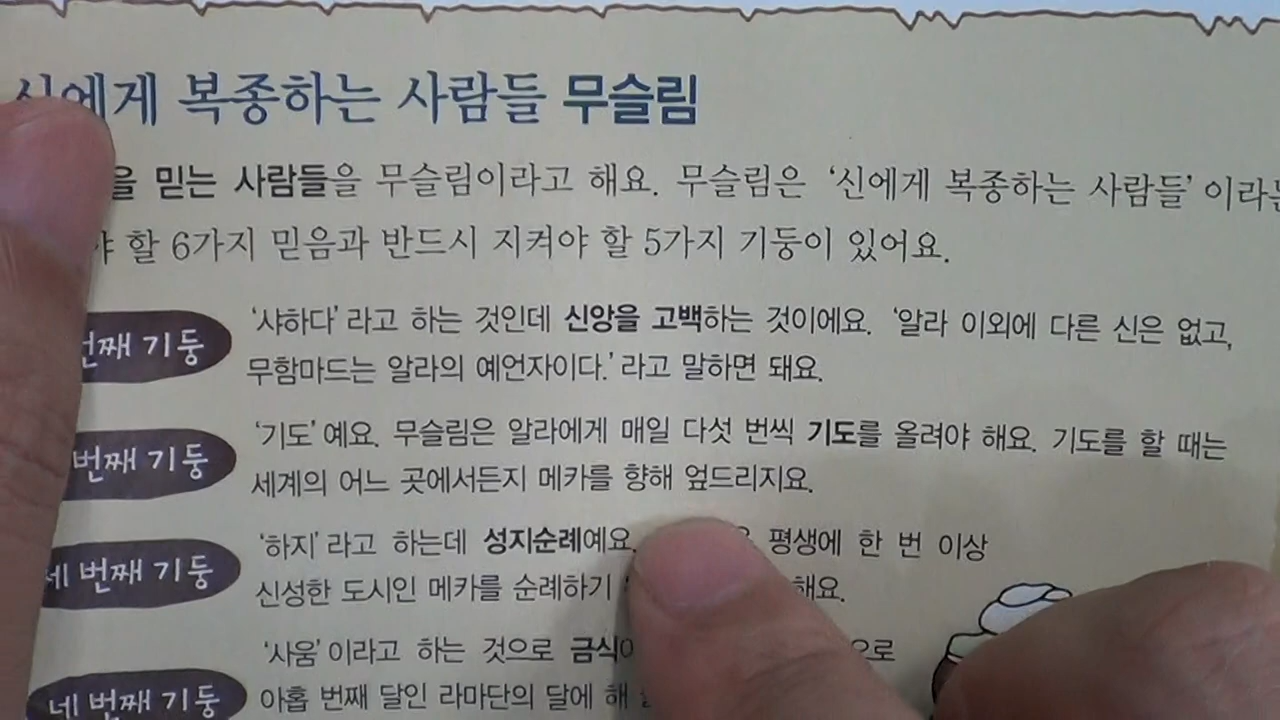 신에게 복종하는 사람들 무슬림
을 믿는 사람들을 무슬림이라고 해요. 무슬림은 '신에게 복종하는 사람들' 이라는
야 할 6가지 믿음과 반드시 지켜야 할 5가지 기둥이 있어요.
번째 기둥
'샤하다' 라고 하는 것인데 신앙을 고백하는 것이에요. '알라 이외에 다른 신은 없고,
무함마드는 알라의 예언자이다.' 라고 말하면 돼요.
번째 기둥
'기도' 예요. 무슬림은 알라에게 매일 다섯 번씩 기도를 올려야 해요. 기도를 할 때는
세계의 어느 곳에서든지 메카를 향해 엎드리지요.
세 번째 기둥
'하지' 라고 하는데 성지순례예요. 평생에 한 번 이상
신성한 도시인 메카를 순례하기 해요.
네 번째 기둥
'사움' 이라고 하는 것으로 금식 으로
아홉 번째 달인 라마단의 달에 해